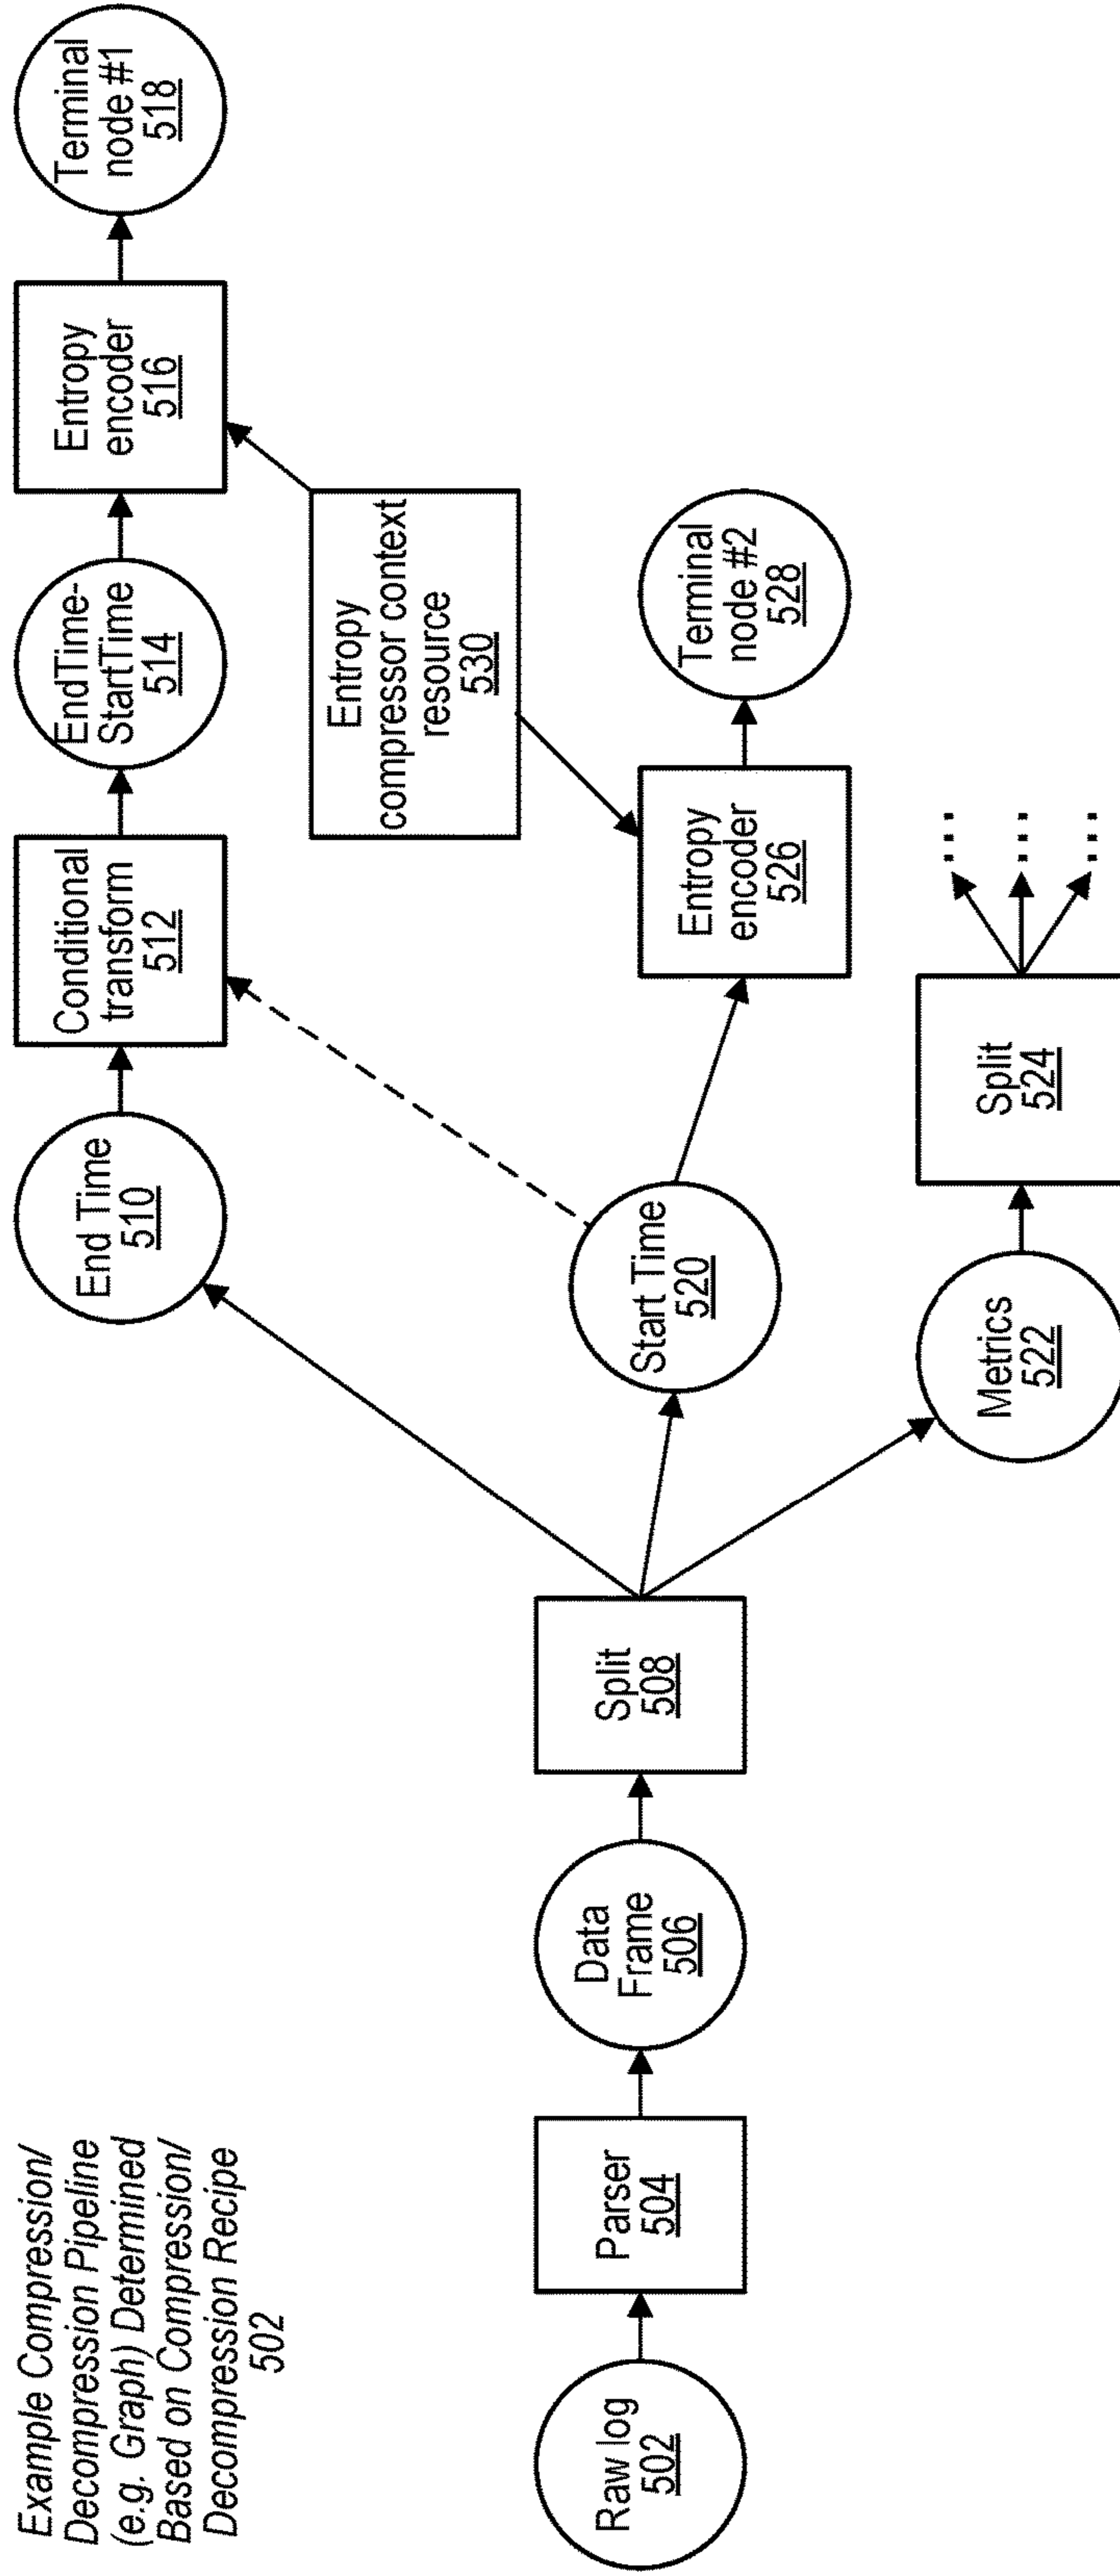 Example Compression/
Decompression Pipeline
(e.g. Graph) Determined
Based on Compression/
Decompression Recipe
502
Raw log
502
Parser
504
Data
Frame
506
Split
508
End Time
510
Conditional
transform
512
EndTime-
StartTime
514
Entropy
encoder
516
Terminal
node #1
518
Entropy
compressor context
resource
530
Start Time
520
Entropy
encoder
526
Terminal
node #2
528
Metrics
522
Split
524
...
...
...